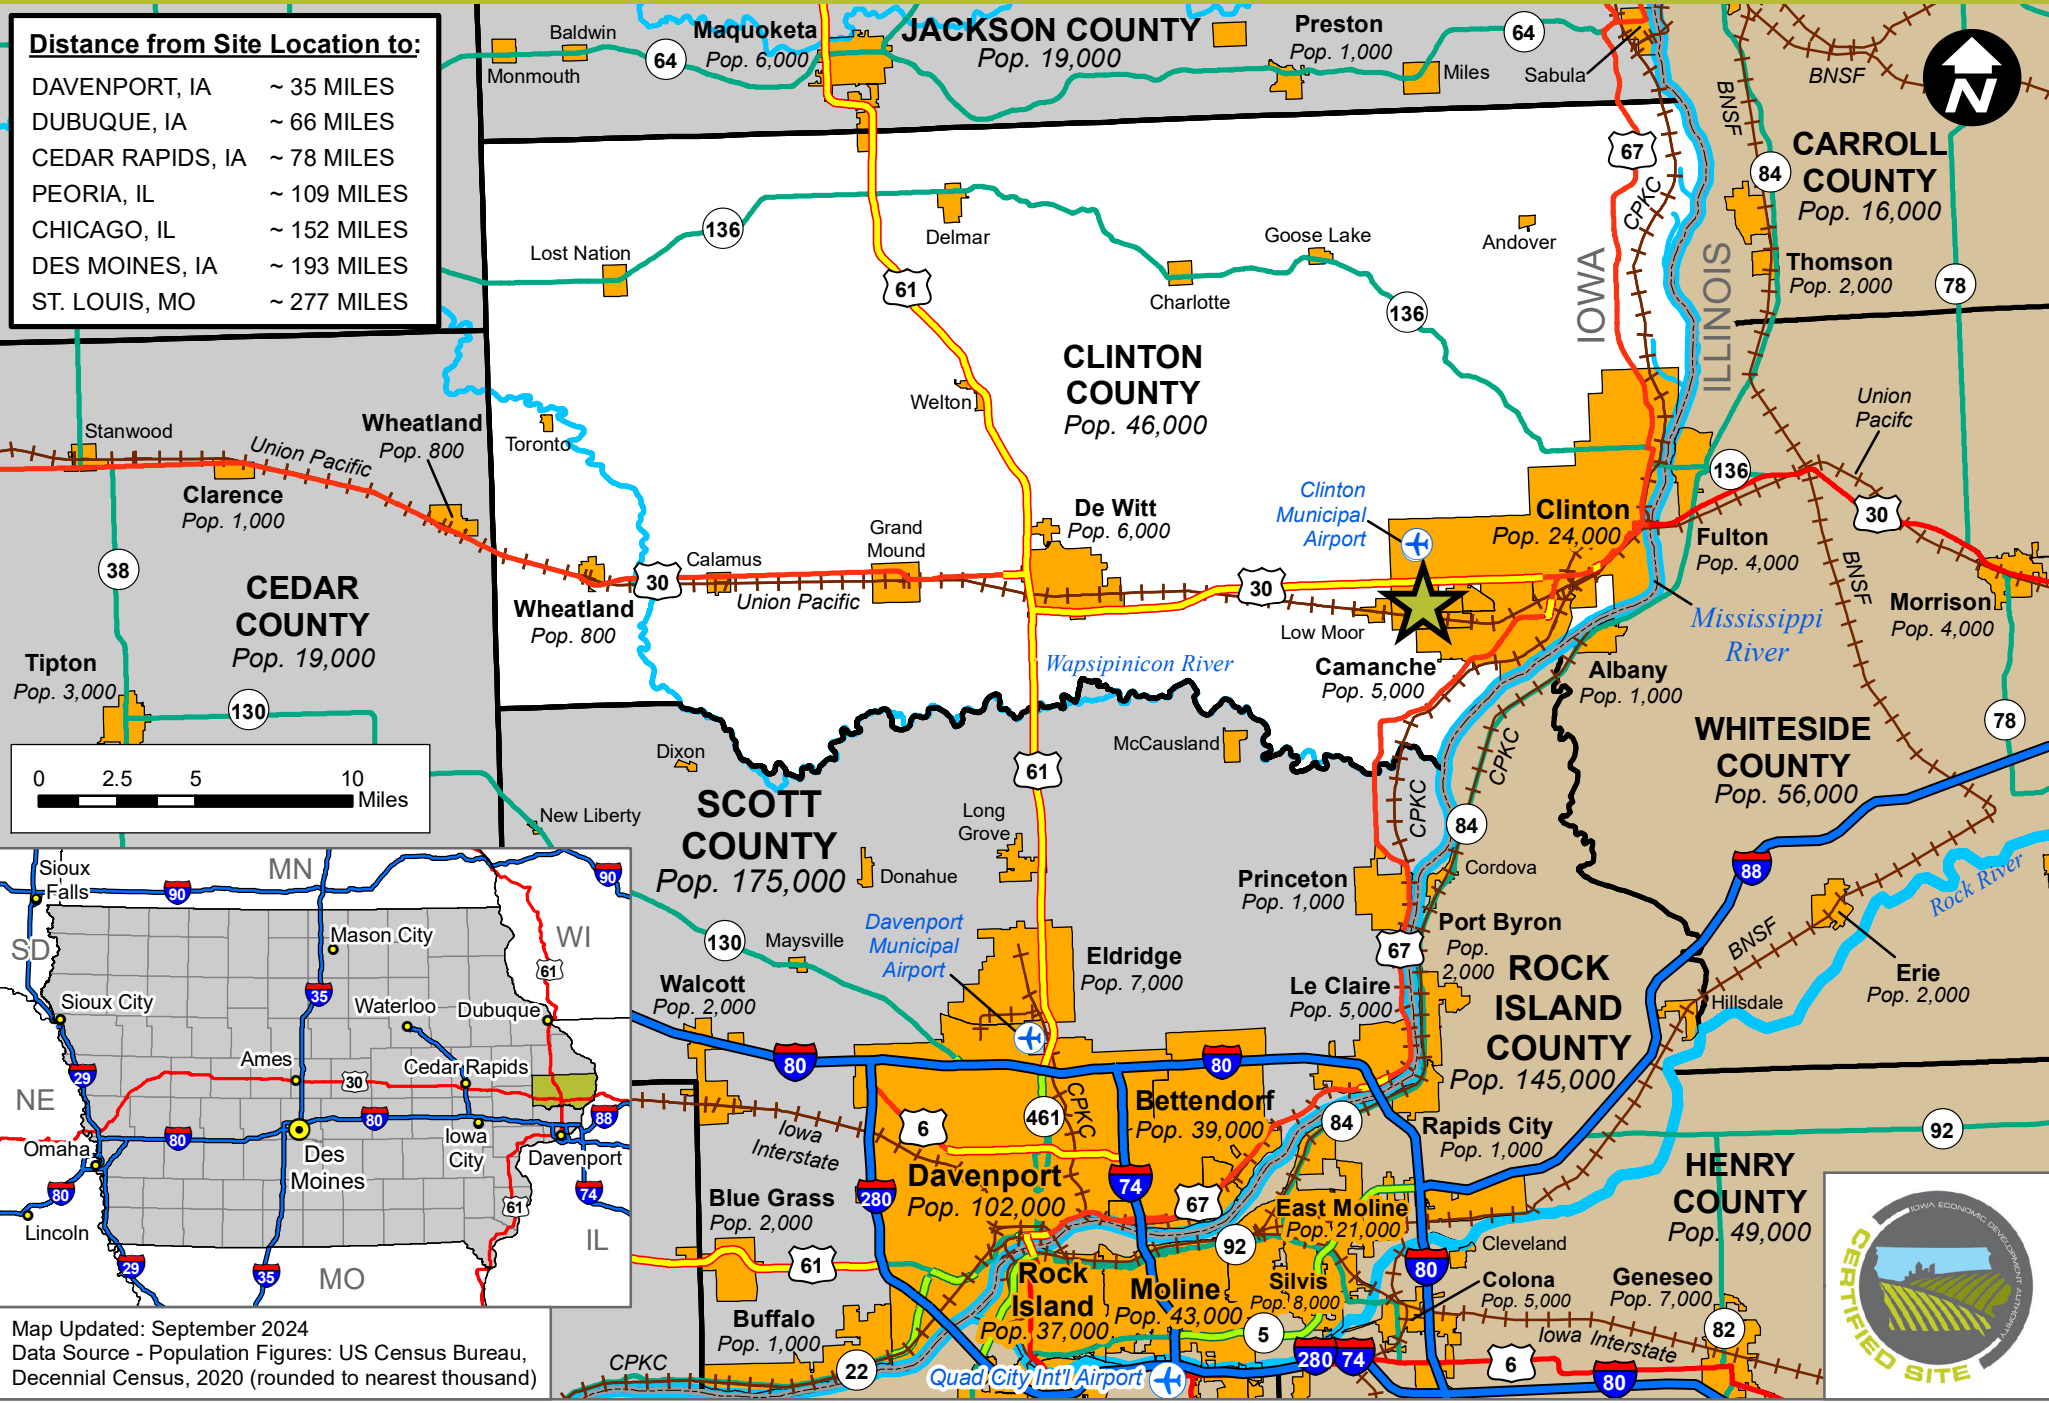 Distance from Site Location to:
DAVENPORT, IA ~ 35 MILES
DUBUQUE, IA ~ 66 MILES
CEDAR RAPIDS, IA ~ 78 MILES
PEORIA, IL ~ 109 MILES
CHICAGO, IL ~ 152 MILES
DES MOINES, IA ~ 193 MILES
ST. LOUIS, MO ~ 277 MILES
Baldwin
Monmouth
64
Maquoketa
Pop. 6,000
JACKSON COUNTY
Pop. 19,000
Preston
Pop. 1,000
64
Miles
Sabula
BNSF
BNSF
N
67
CPKC
84
CARROLL
COUNTY
Pop. 16,000
Thomson
Pop. 2,000
78
IOWA
ILLINOIS
136
Lost Nation
Delmar
61
Charlotte
Goose Lake
Andover
136
CLINTON
COUNTY
Pop. 46,000
Welton
Toronto
Stanwood
Union Pacific
Wheatland
Pop. 800
Clarence
Pop. 1,000
38
CEDAR
COUNTY
Pop. 19,000
Tipton
Pop. 3,000
130
Wheatland
Pop. 800
30
Calamus
Union Pacific
Grand
Mound
De Witt
Pop. 6,000
30
Clinton
Municipal
Airport
Clinton
Pop. 24,000
136
Union
Pacifc
30
Fulton
Pop. 4,000
BNSF
Morrison
Pop. 4,000
Low Moor
Camanche
Pop. 5,000
Mississippi
River
Albany
Pop. 1,000
78
WHITESIDE
COUNTY
Pop. 56,000
Wapsipinicon River
Dixon
McCausland
61
CPKC
CPKC
84
88
0 2.5 5 10
Miles
New Liberty
SCOTT
COUNTY
Pop. 175,000
Long
Grove
Donahue
Princeton
Pop. 1,000
Cordova
Rock River
BNSF
Erie
Pop. 2,000
Hillsdale
130
Maysville
Davenport
Municipal
Airport
Eldridge
Pop. 7,000
Walcott
Pop. 2,000
67
Port Byron
Pop.
2,000
Le Claire
Pop. 5,000
ROCK
ISLAND
COUNTY
Pop. 145,000
80
80
Iowa
Interstate
6
461
CPKC
Bettendorf
Pop. 39,000
84
Rapids City
Pop. 1,000
92
HENRY
COUNTY
Pop. 49,000
Blue Grass
Pop. 2,000
280
Davenport
Pop. 102,000
74
67
East Moline
Pop. 21,000
92
61
80
Cleveland
Rock
Island
Pop. 37,000
Moline
Pop. 43,000
Silvis
Pop. 8,000
Colona
Pop. 5,000
Geneseo
Pop. 7,000
82
Buffalo
Pop. 1,000
5
Iowa Interstate
CPKC
22
Quad City Int'l Airport
280
74
6
80
MN
Sioux
Falls
90
90
SD
Mason City
WI
61
Sioux City
35
Waterloo
Dubuque
Ames
30
Cedar Rapids
29
NE
80
80
88
Omaha
Des
Moines
Iowa
City
Davenport
80
74
Lincoln
61
IL
29
35
MO
Map Updated: September 2024
Data Source - Population Figures: US Census Bureau,
Decennial Census, 2020 (rounded to nearest thousand)
IOWA ECONOMIC DEVELOPMENT AUTHORITY
CERTIFIED SITE